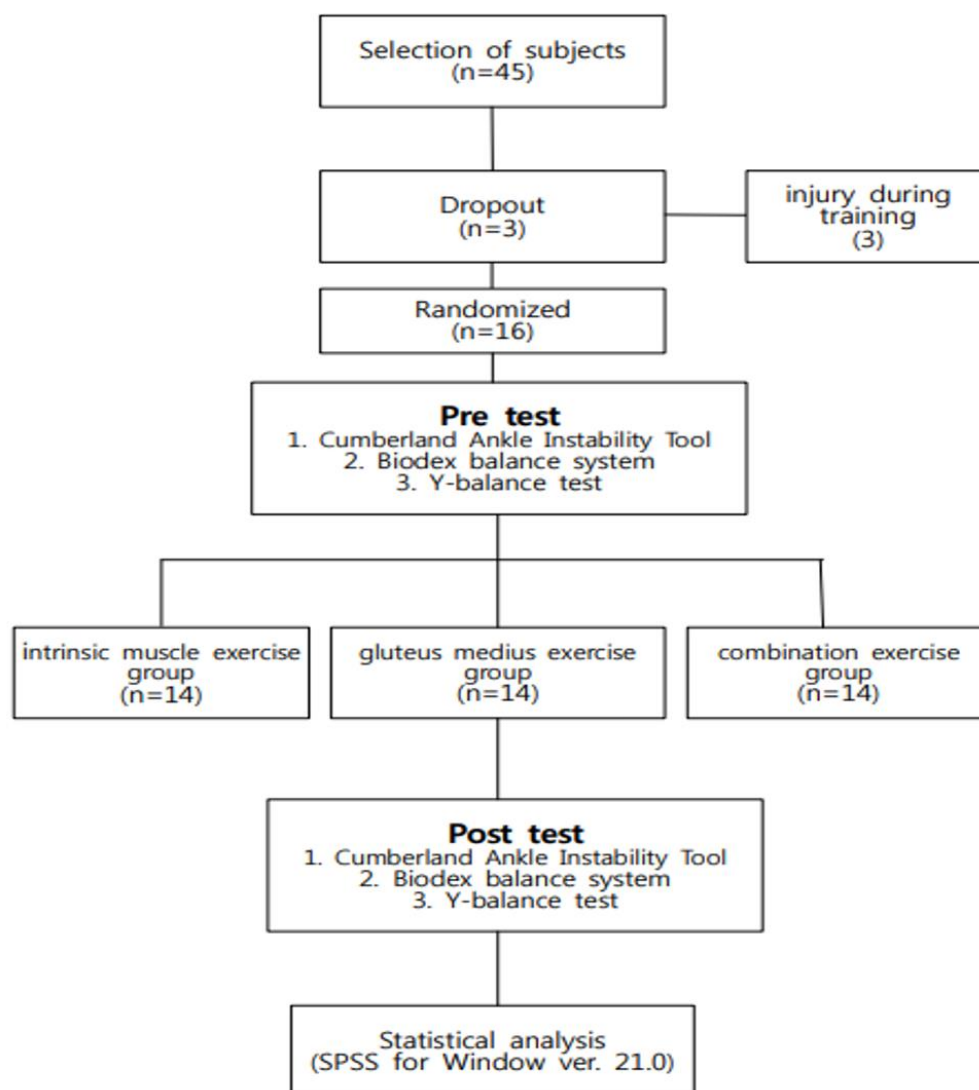 Selection of subjects
(n=45)
Dropout
(n=3)
injury during
training
(3)
Randomized
(n=16)
Pre test
1. Cumberland Ankle Instability Tool
2. Biodex balance system
3. Y-balance test
intrinsic muscle exercise
group
(n=14)
gluteus medius exercise
group
(n=14)
combination exercise
group
(n=14)
Post test
1. Cumberland Ankle Instability Tool
2. Biodex balance system
3. Y-balance test
Statistical analysis
(SPSS for Window ver. 21.0)